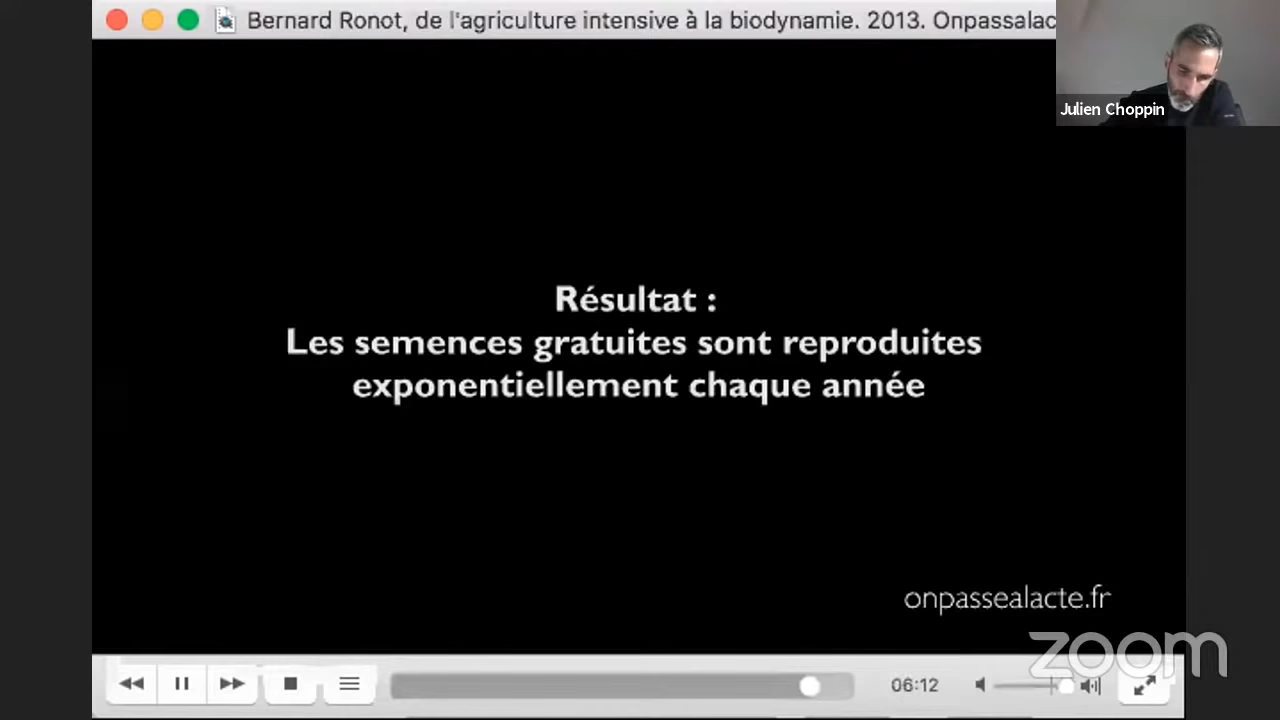 Bernard Ronot, de l'agriculture intensive à la biodynamie. 2013. Onpassalac
Julien Choppin
Résultat :
Les semences gratuites sont reproduites
exponentiellement chaque année
onpassealacte.fr
zoom
06:12